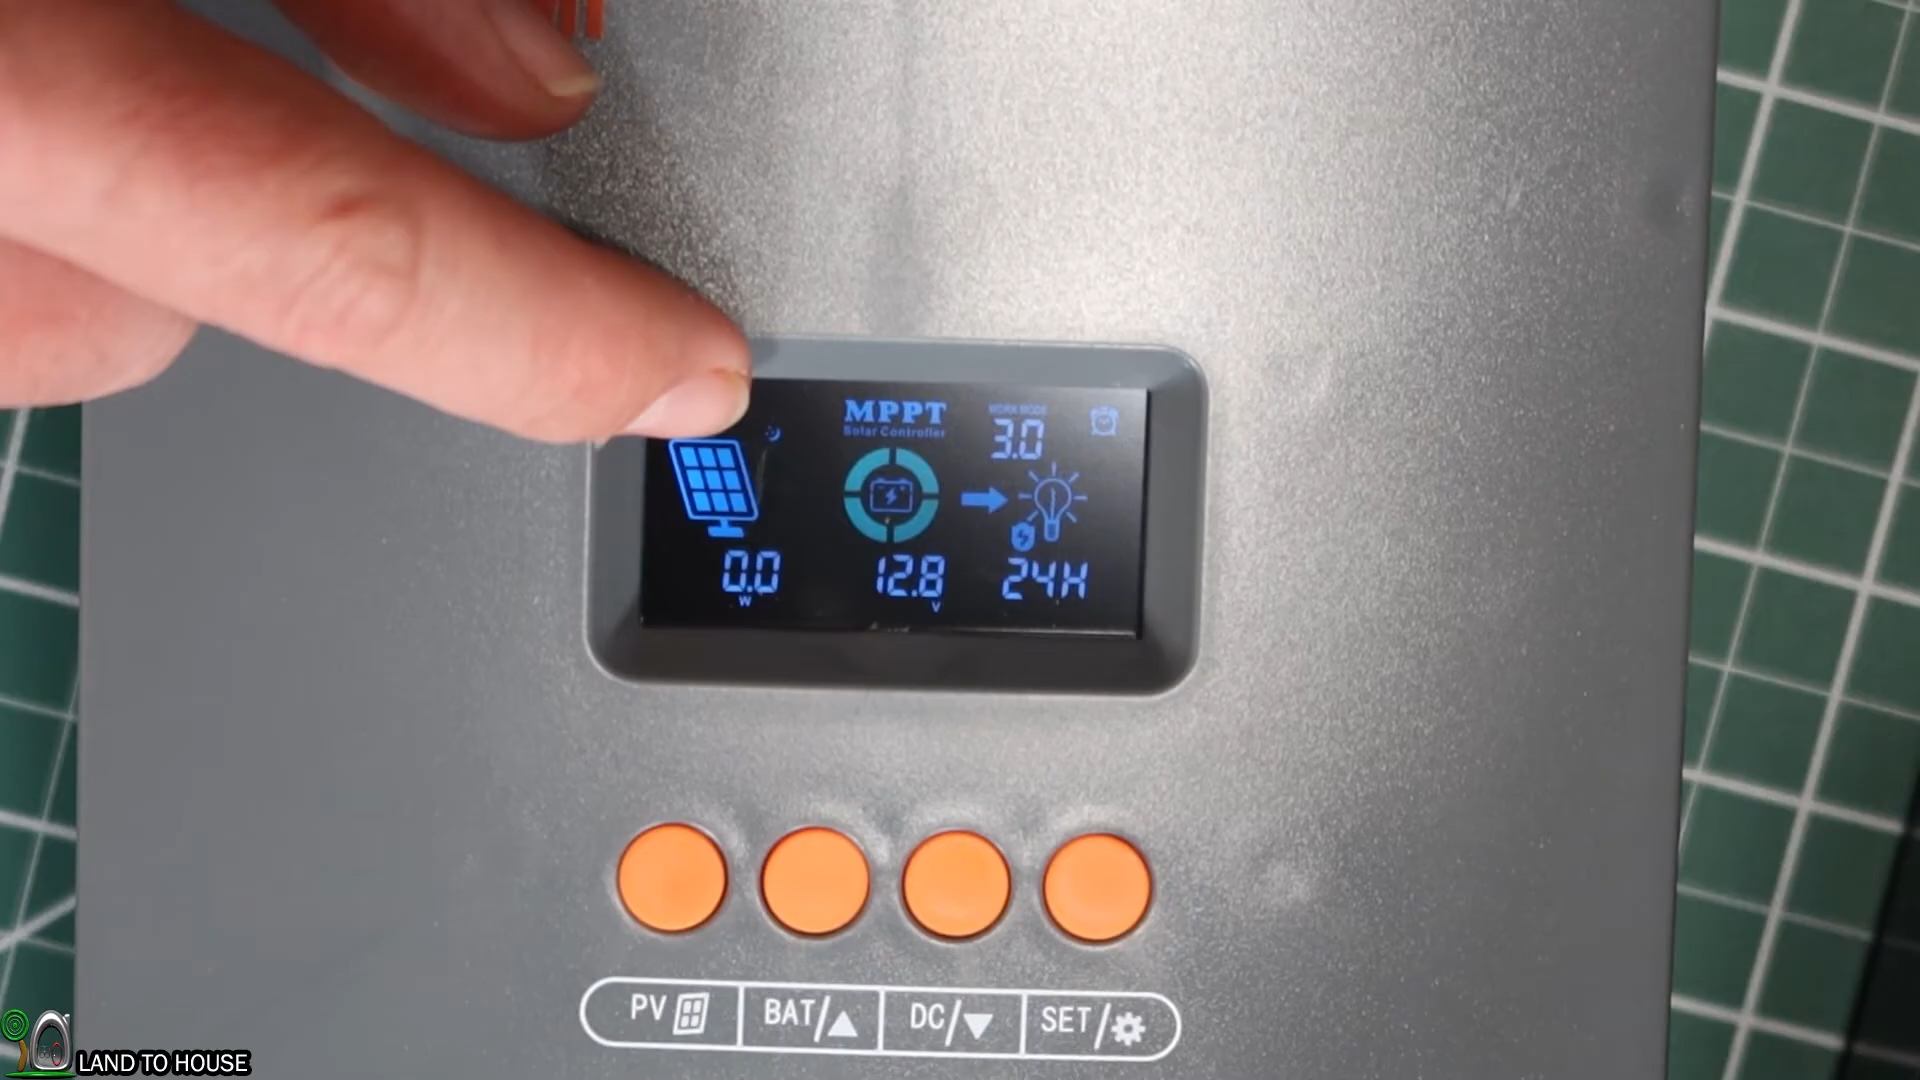 MPPT
Solar Controller
WORK MODE
3.0
0.0
W
12.8
V
24H
PV
BAT/▲
DC/▼
SET/
LAND TO HOUSE